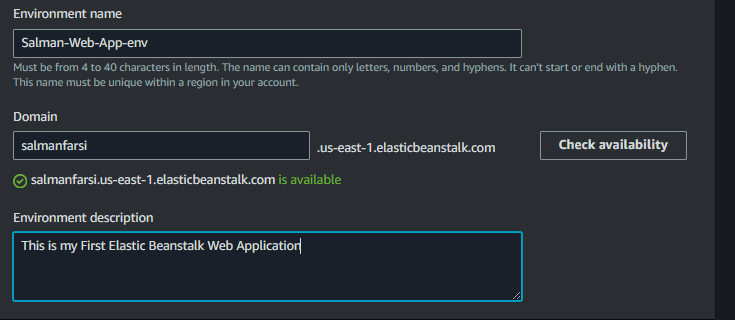 Environment name
Salman-Web-App-env
Must be from 4 to 40 characters in length. The name can contain only letters, numbers, and hyphens. It can't start or end with a hyphen.
This name must be unique within a region in your account.
Domain
salmanfarsi .us-east-1.elasticbeanstalk.com Check availability
salmanfarsi.us-east-1.elasticbeanstalk.com is available
Environment description
This is my First Elastic Beanstalk Web Application